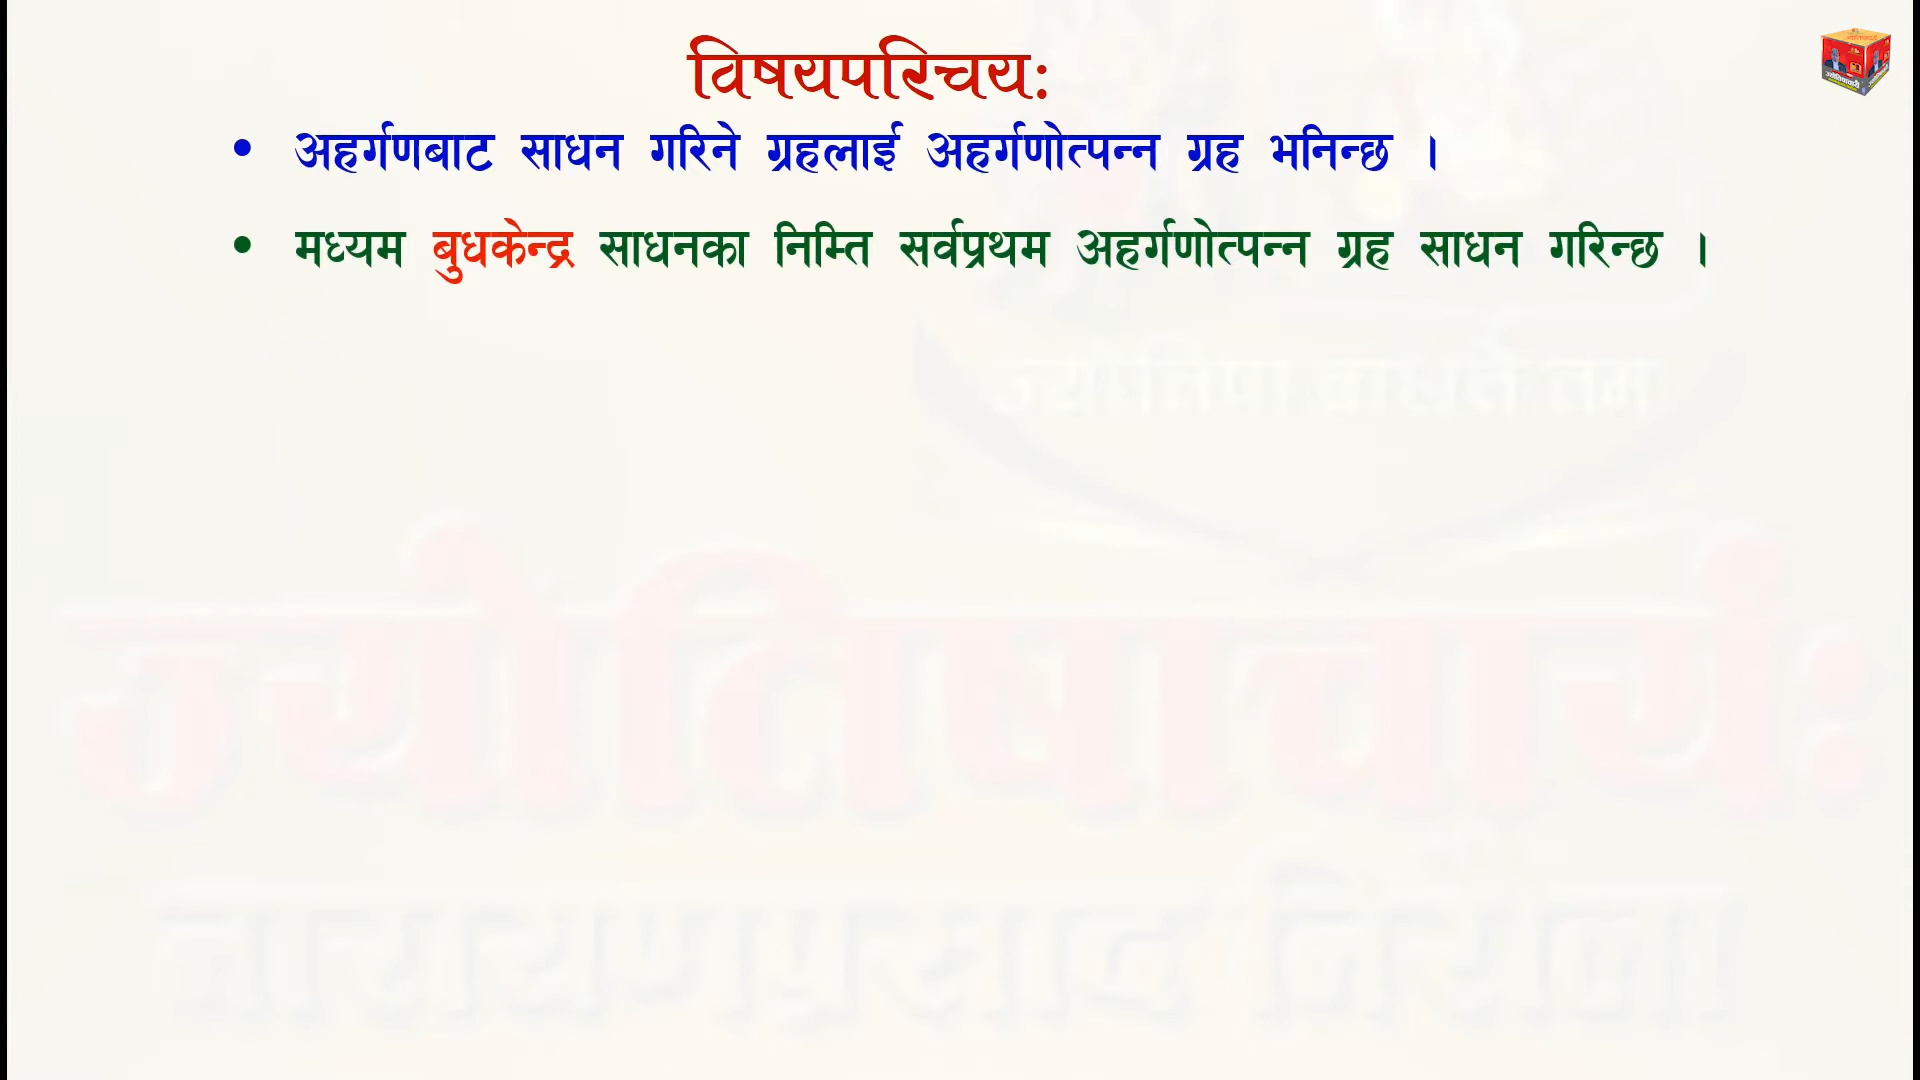 विषयपरिचयः
• अहर्गणबाट साधन गरिने ग्रहलाई अहर्गणोत्पन्न ग्रह भनिन्छ ।
• मध्यम बुधकेन्द्र साधनका निम्ति सर्वप्रथम अहर्गणोत्पन्न ग्रह साधन गरिन्छ ।
ज्योतिषाचार्यः